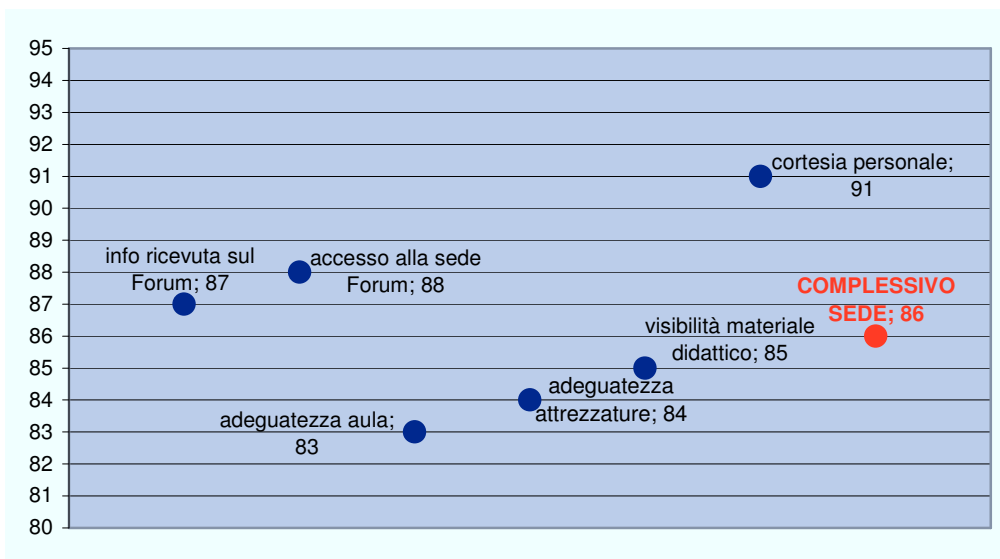 95
94
93
92
91
90
89
88
87
86
85
84
83
82
81
80
info ricevuta sul
Forum; 87
accesso alla sede
Forum; 88
adeguatezza aula;
83
adeguatezza
attrezzature; 84
visibilità materiale
didattico; 85
cortesia personale;
91
COMPLESSIVO
SEDE; 86